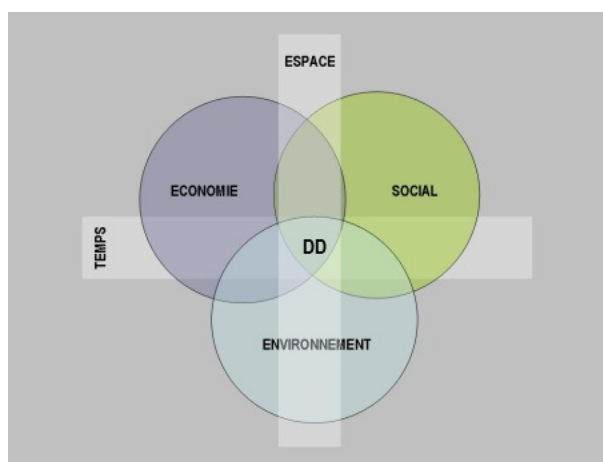 ESPACE
ECONOMIE
SOCIAL
TEMPS
DD
ENVIRONNEMENT